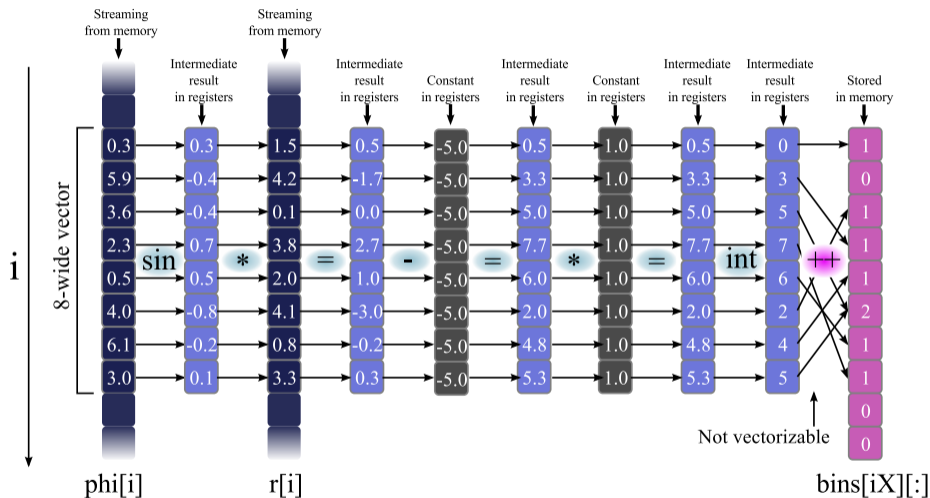 Streaming
from memory
Streaming
from memory
Intermediate
result
in registers
Intermediate
result
in registers
Constant
in registers
Intermediate
result
in registers
Constant
in registers
Intermediate
result
in registers
Intermediate
result
in registers
Stored
in memory
i
8-wide vector
0.3 0.3 1.5 0.5 -5.0 0.5 1.0 0.5 0 1
5.9 -0.4 4.2 -1.7 -5.0 3.3 1.0 3.3 3 0
3.6 -0.4 0.1 0.0 -5.0 5.0 1.0 5.0 5 1
2.3 0.7 3.8 2.7 -5.0 7.7 1.0 7.7 7 1
sin * = - = * = int ++
0.5 0.5 2.0 1.0 -5.0 6.0 1.0 6.0 6 1
4.0 -0.8 4.1 -3.0 -5.0 2.0 1.0 2.0 2 2
6.1 -0.2 0.8 -0.2 -5.0 4.8 1.0 4.8 4 1
3.0 0.1 3.3 0.3 -5.0 5.3 1.0 5.3 5 1
0
0
Not vectorizable
phi[i] r[i] bins[iX][:]